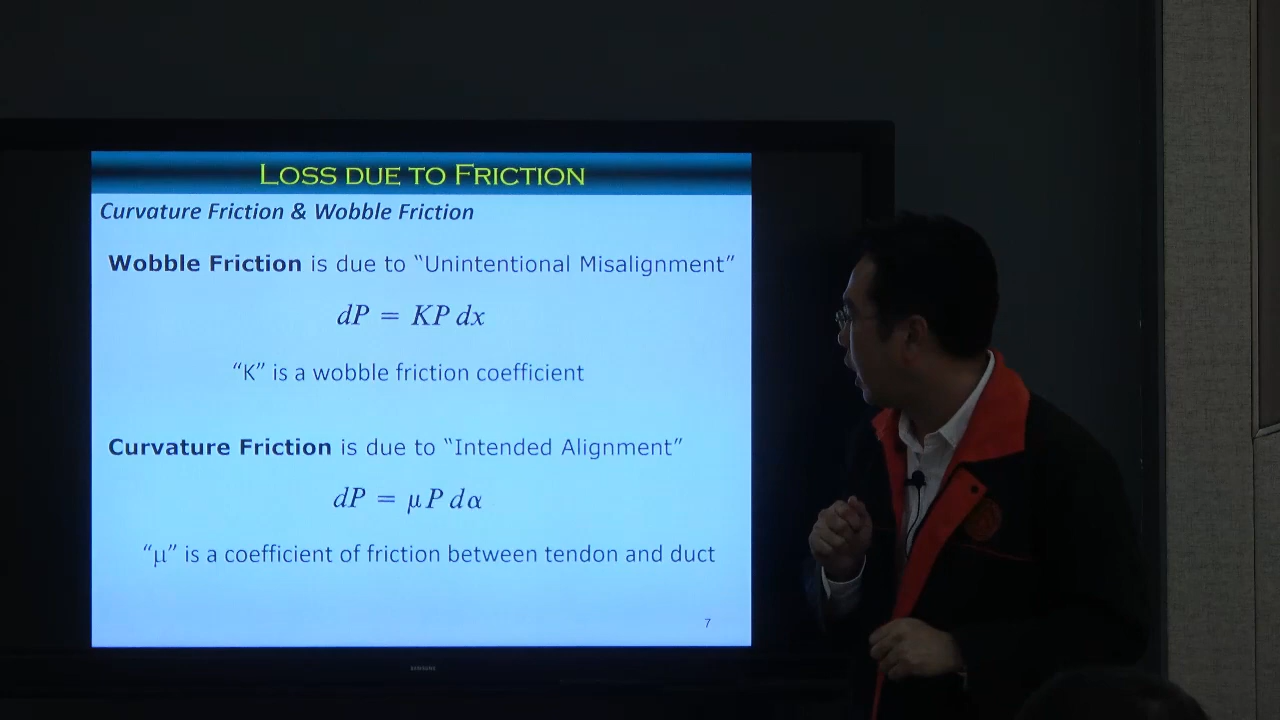 LOSS DUE TO FRICTION
Curvature Friction & Wobble Friction
Wobble Friction is due to “Unintentional Misalignment”
dP = KP dx
“K” is a wobble friction coefficient
Curvature Friction is due to “Intended Alignment”
dP = μ P dα
“μ” is a coefficient of friction between tendon and duct
7
SAMSUNG